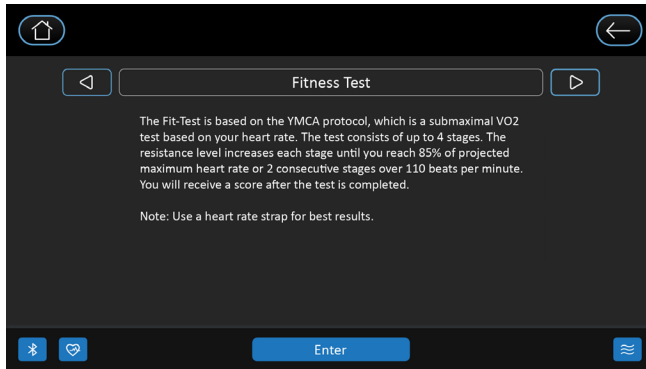 Fitness Test
The Fit-Test is based on the YMCA protocol, which is a submaximal VO2
test based on your heart rate. The test consists of up to 4 stages. The
resistance level increases each stage until you reach 85% of projected
maximum heart rate or 2 consecutive stages over 110 beats per minute.
You will receive a score after the test is completed.
Note: Use a heart rate strap for best results.
Enter